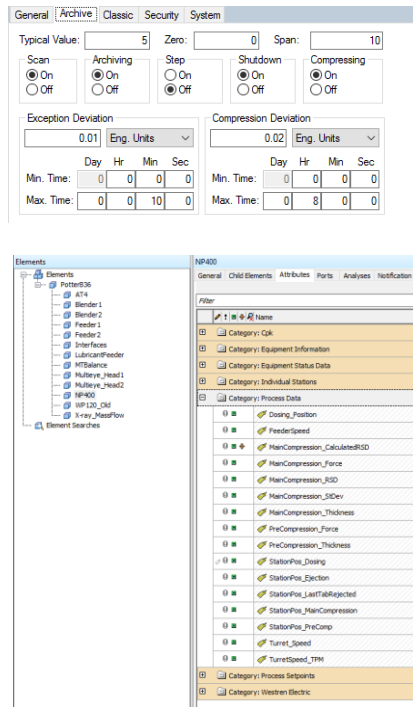 General Archive Classic Security System
Typical Value: 5 Zero: 0 Span: 10
Scan Archiving Step Shutdown Compressing
On On On On On
Off Off Off Off Off
Exception Deviation Compression Deviation
0.01 Eng. Units 0.02 Eng. Units
Day Hr Min Sec Day Hr Min Sec
Min. Time: 0 0 0 0 Min. Time: 0 0 0 0
Max. Time: 0 0 10 0 Max. Time: 0 8 0 0
Elements
Elements
PotterB36
AT4
Blender1
Blender2
Feeder1
Feeder2
Interfaces
LubricantFeeder
MTBalance
Multieye_Head1
Multieye_Head2
NP400
WP120_Old
X-ray_MassFlow
Element Searches
NP400
General Child Elements Attributes Ports Analyses Notification
Filter
Name
Category: Cpk
Category: Equipment Information
Category: Equipment Status Data
Category: Individual Stations
Category: Process Data
Dosing_Position
FeederSpeed
MainCompression_CalculatedRSD
MainCompression_Force
MainCompression_RSD
MainCompression_StDev
MainCompression_Thickness
PreCompression_Force
PreCompression_Thickness
StationPos_Dosing
StationPos_Ejection
StationPos_LastTabRejected
StationPos_MainCompression
StationPos_PreComp
Turret_Speed
TurretSpeed_TPM
Category: Process Setpoints
Category: Westren Electric